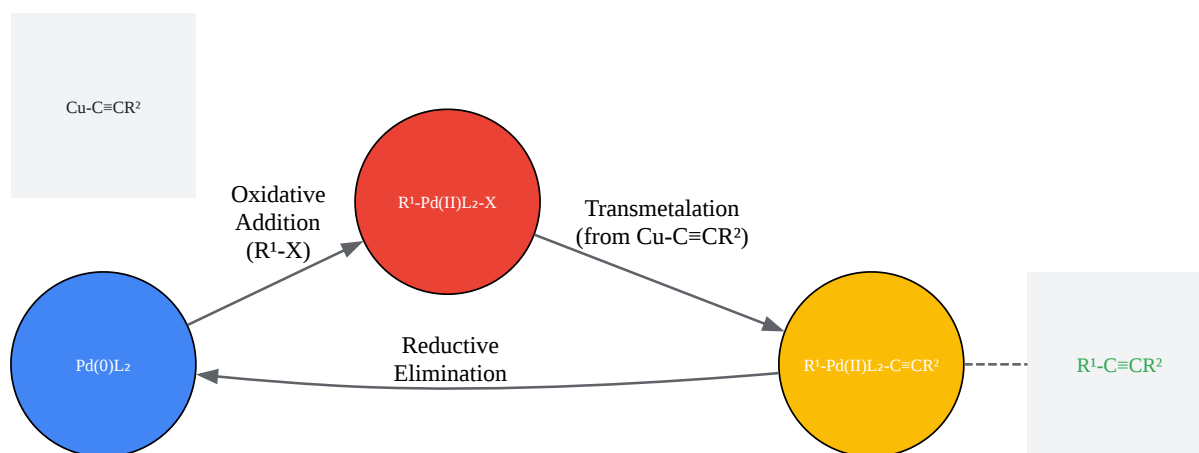 Cu-C≡CR²
Oxidative
Addition
(R¹-X)
R¹-Pd(II)L₂-X
Transmetalation
(from Cu-C≡CR²)
Pd(0)L₂
Reductive
Elimination
R¹-Pd(II)L₂-C≡CR²
R¹-C≡CR²